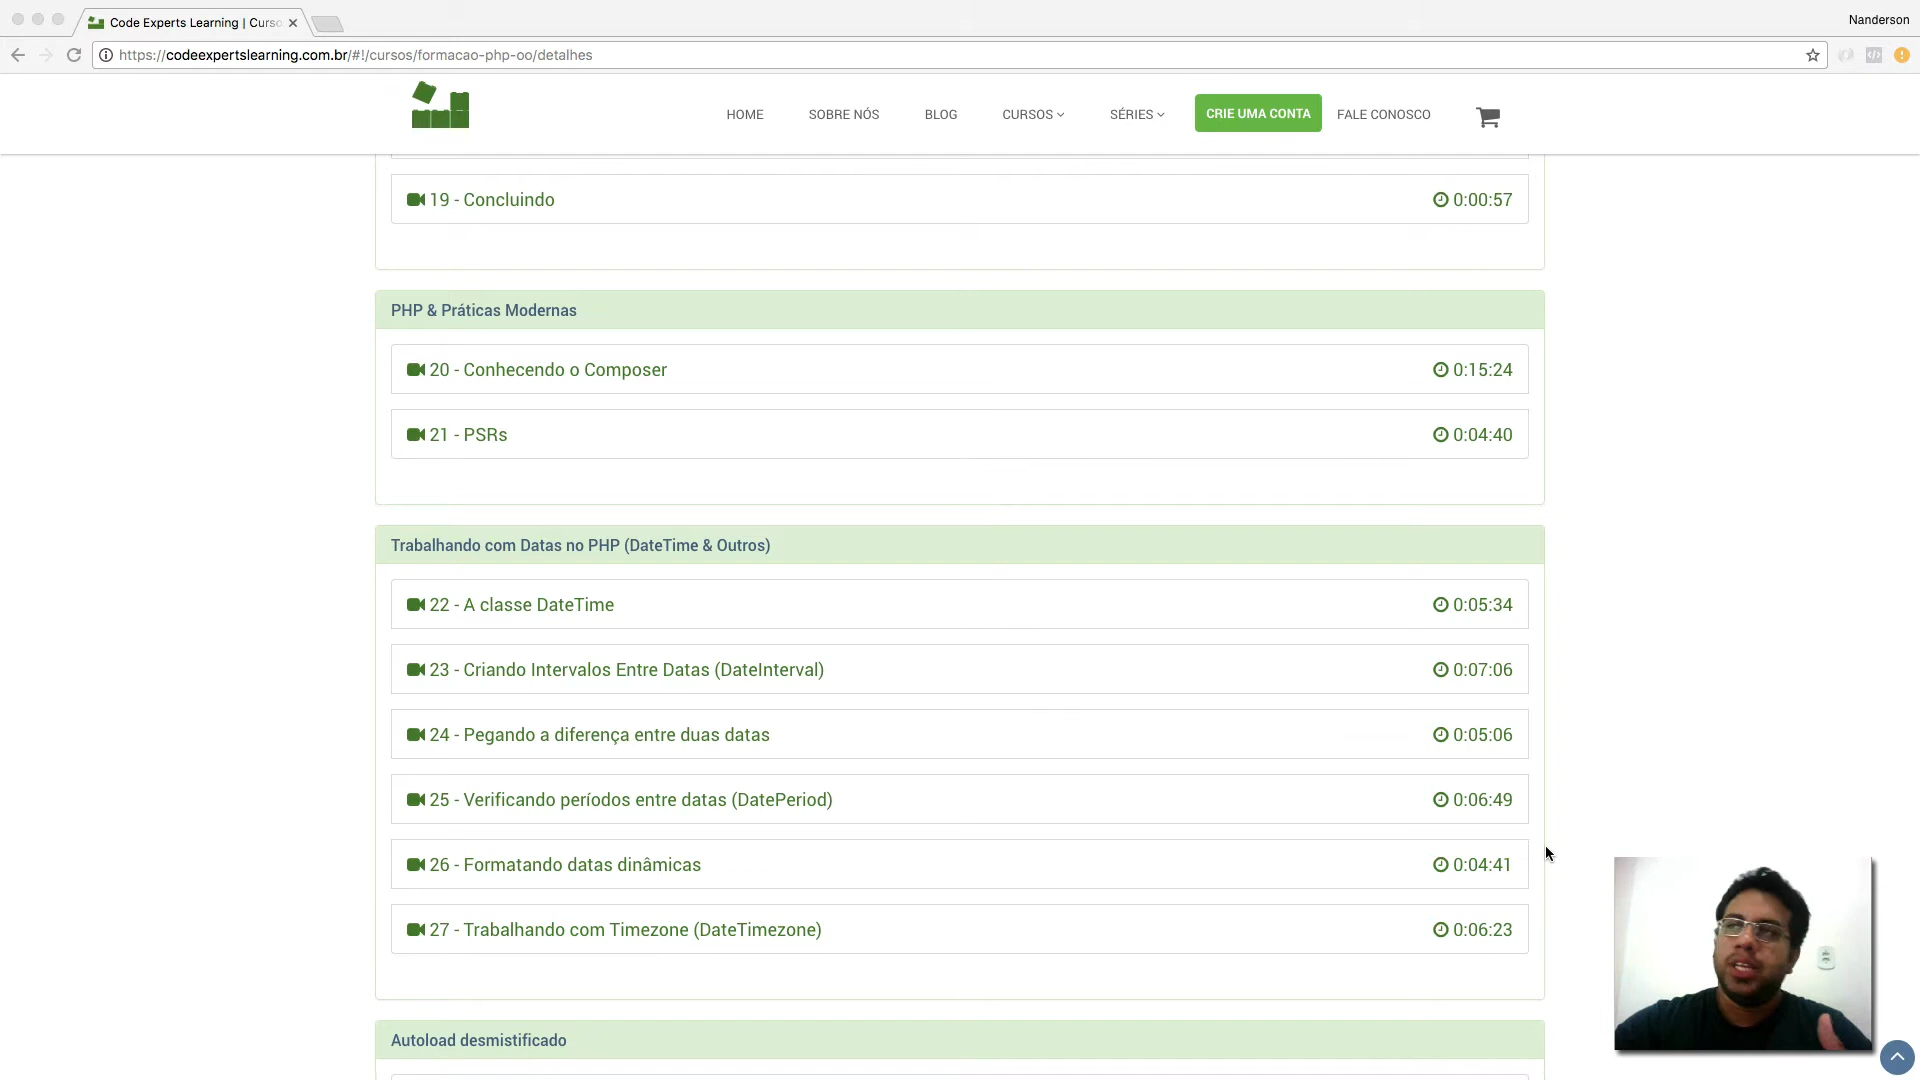 Code Experts Learning | Curso
Nanderson
https://codeexpertslearning.com.br/#!/cursos/formacao-php-oo/detalhes
HOME
SOBRE NÓS
BLOG
CURSOS
SÉRIES
CRIE UMA CONTA
FALE CONOSCO
19 - Concluindo 0:00:57
PHP & Práticas Modernas
20 - Conhecendo o Composer 0:15:24
21 - PSRs 0:04:40
Trabalhando com Datas no PHP (DateTime & Outros)
22 - A classe DateTime 0:05:34
23 - Criando Intervalos Entre Datas (DateInterval) 0:07:06
24 - Pegando a diferença entre duas datas 0:05:06
25 - Verificando períodos entre datas (DatePeriod) 0:06:49
26 - Formatando datas dinâmicas 0:04:41
27 - Trabalhando com Timezone (DateTimezone) 0:06:23
Autoload desmistificado